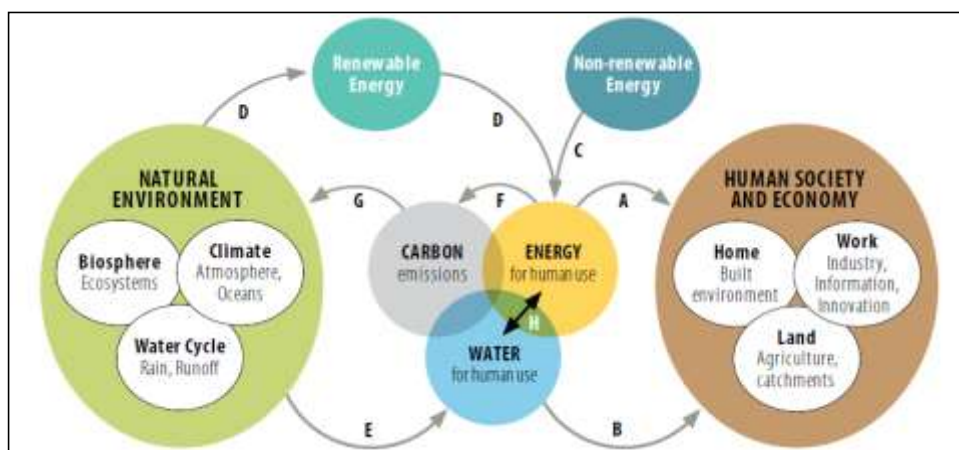 Renewable
Energy
Non-renewable
Energy
D
D
C
NATURAL
ENVIRONMENT
G
F
A
HUMAN SOCIETY
AND ECONOMY
Biosphere
Ecosystems
Climate
Atmosphere,
Oceans
CARBON
emissions
ENERGY
for human use
Home
Built
environment
Work
Industry,
Information,
Innovation
H
Water Cycle
Rain, Runoff
WATER
for human use
Land
Agriculture,
catchments
E
B